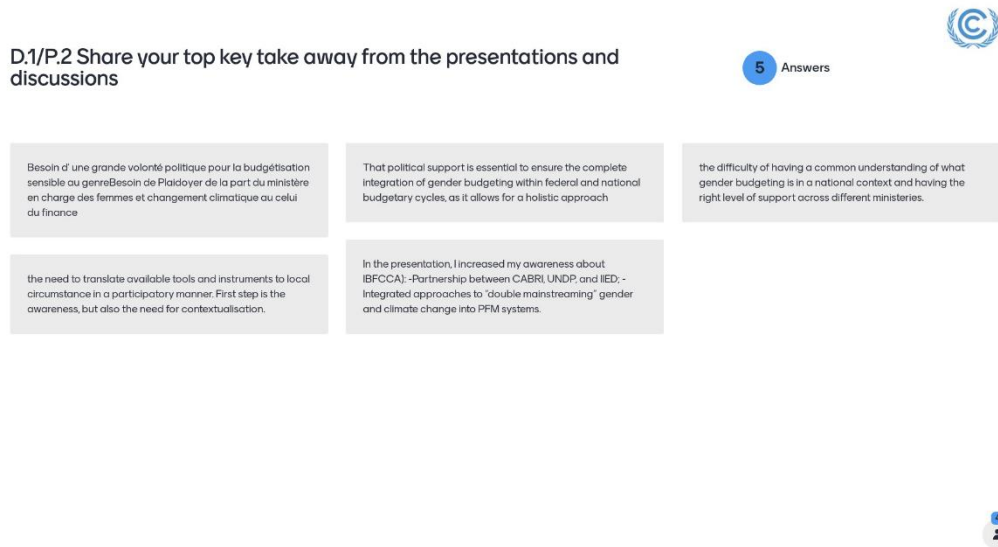 D.1/P.2 Share your top key take away from the presentations and
discussions
5 Answers
Besoin d' une grande volonté politique pour la budgétisation
sensible au genreBesoin de Plaidoyer de la part du ministère
en charge des femmes et changement climatique au celui
du finance
That political support is essential to ensure the complete
integration of gender budgeting within federal and national
budgetary cycles, as it allows for a holistic approach
the difficulty of having a common understanding of what
gender budgeting is in a national context and having the
right level of support across different ministeries.
the need to translate available tools and instruments to local
circumstance in a participatory manner. First step is the
awareness, but also the need for contextualisation.
In the presentation, I increased my awareness about
IBFCCA): -Partnership between CABRI, UNDP, and IIED; -
Integrated approaches to "double mainstreaming" gender
and climate change into PFM systems.